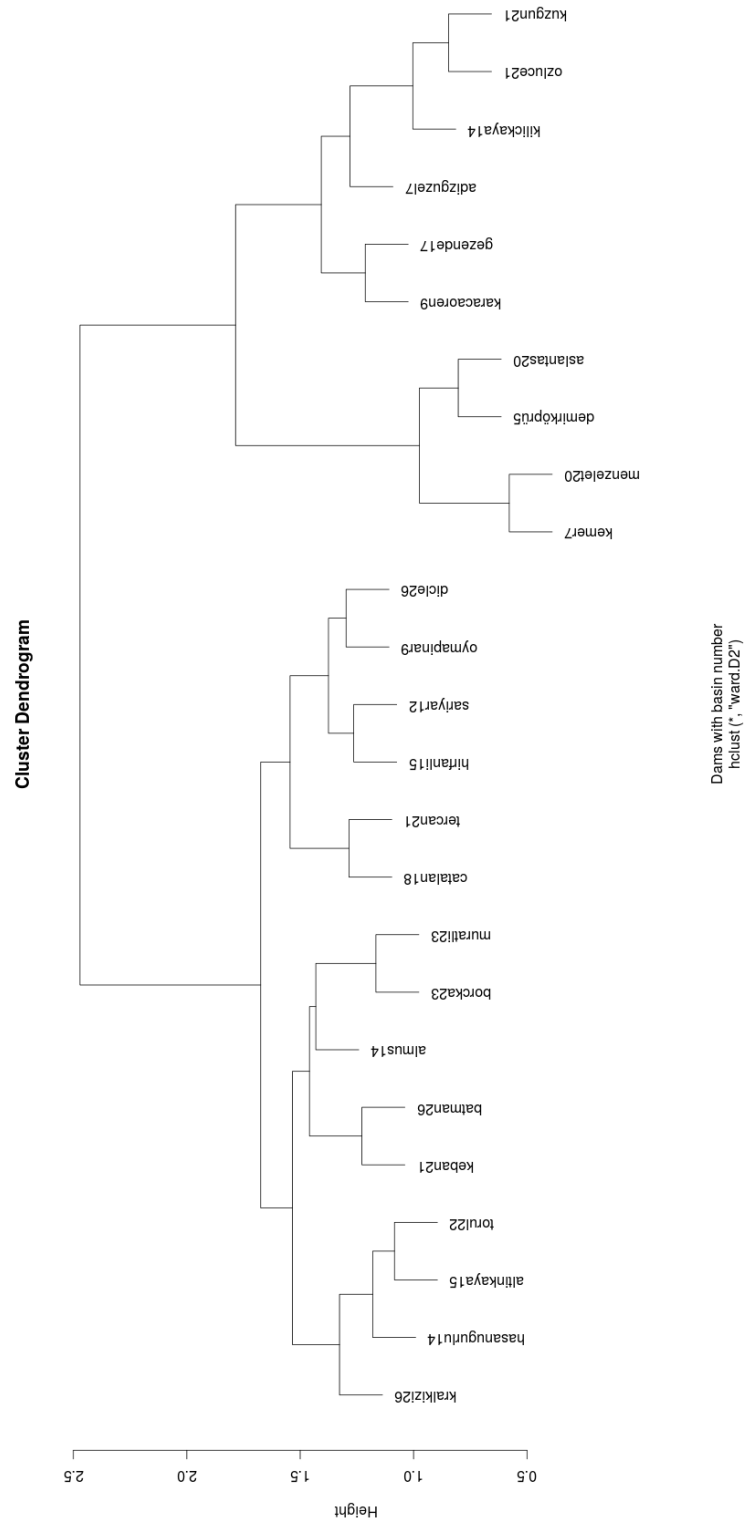 Cluster Dendrogram
kuzgun21
ozluce21
kilickaya14
adizguzel7
gezende17
karacaoren9
aslantas20
demirköprü5
menzelet20
kemer7
dicle26
oymapinar9
sariyar12
hirfanli15
tercan21
catalan18
muratli23
borcka23
almus14
batman26
keban21
torul22
altinkaya15
hasanugurlu14
kralkizi26
2.5
2.0
1.5
1.0
0.5
Height
Dams with basin number
hclust (*, "ward.D2")